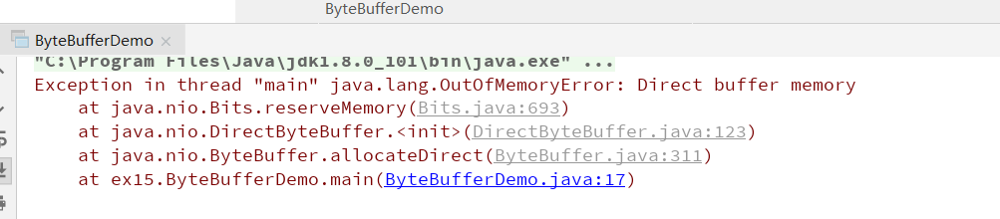 ByteBufferDemo
ByteBufferDemo
"C:\Program Files\Java\jdk1.8.0_101\bin\java.exe" ...
Exception in thread "main" java.lang.OutOfMemoryError: Direct buffer memory
at java.nio.Bits.reserveMemory(Bits.java:693)
at java.nio.DirectByteBuffer.<init>(DirectByteBuffer.java:123)
at java.nio.ByteBuffer.allocateDirect(ByteBuffer.java:311)
at ex15.ByteBufferDemo.main(ByteBufferDemo.java:17)